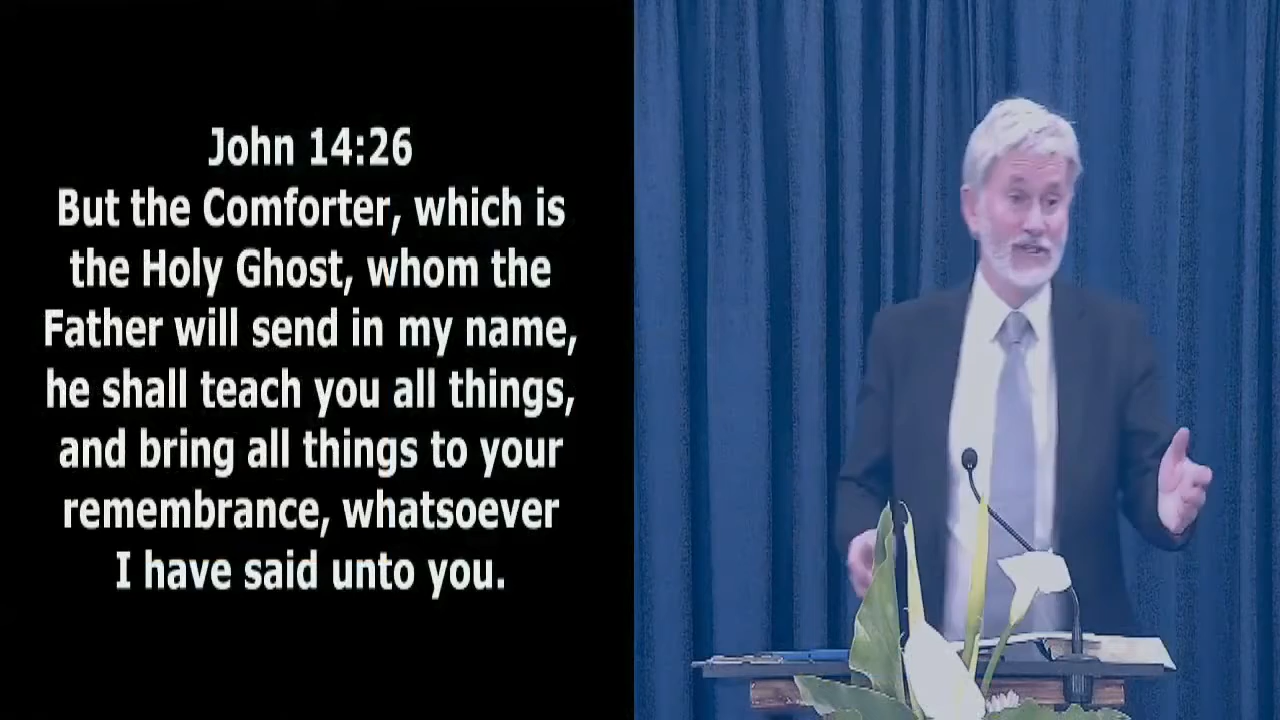 John 14:26
But the Comforter, which is
the Holy Ghost, whom the
Father will send in my name,
he shall teach you all things,
and bring all things to your
remembrance, whatsoever
I have said unto you.